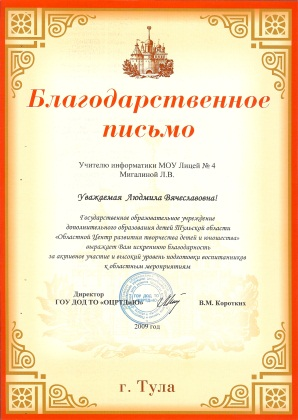 Благодарственное
письмо
Учителю информатики МОУ Лицей № 4
Мигалиной Л.В.
Уважаемая Людмила Вячеславовна!
Государственное образовательное учреждение
дополнительного образования детей Тульской области
«Областной Центр развития творчества детей и юношества»
выражает Вам искреннюю благодарность
за активное участие и высокий уровень подготовки воспитанников
к областным мероприятиям
Директор
ГОУ ДОД ТО «ОЦРТДиЮ»
В.М. Коротких
2009 год
г. Тула